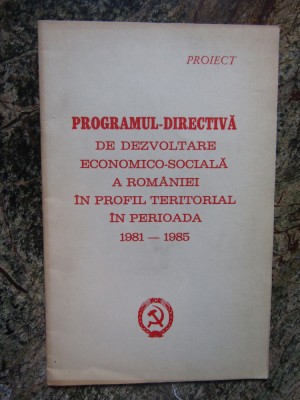 PROIECT
PROGRAMUL-DIRECTIVĂ
DE DEZVOLTARE
ECONOMICO-SOCIALĂ
A ROMÂNIEI
ÎN PROFIL TERITORIAL
ÎN PERIOADA
1981 — 1985